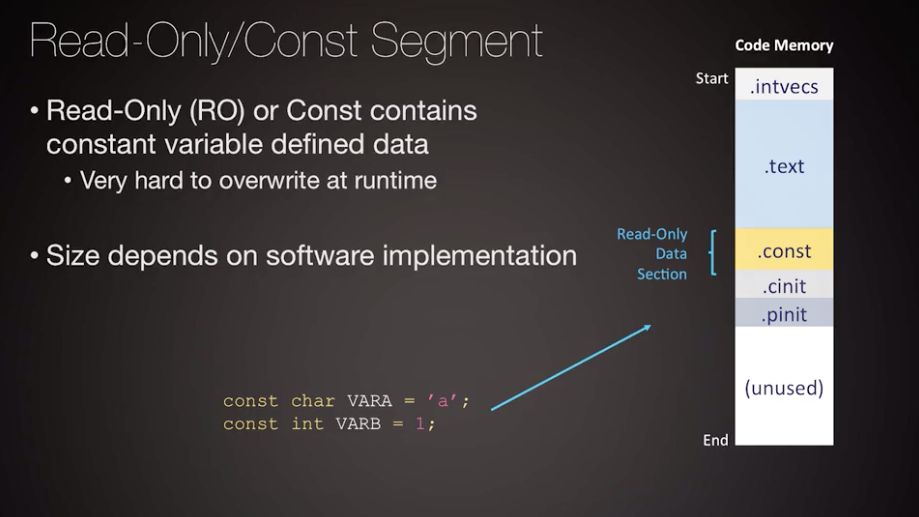 Read-Only/Const Segment
• Read-Only (RO) or Const contains
constant variable defined data
• Very hard to overwrite at runtime
• Size depends on software implementation
const char VARA = ’a’;
const int VARB = 1;
Code Memory
Start
.intvecs
.text
Read-Only
Data
Section
.const
.cinit
.pinit
(unused)
End